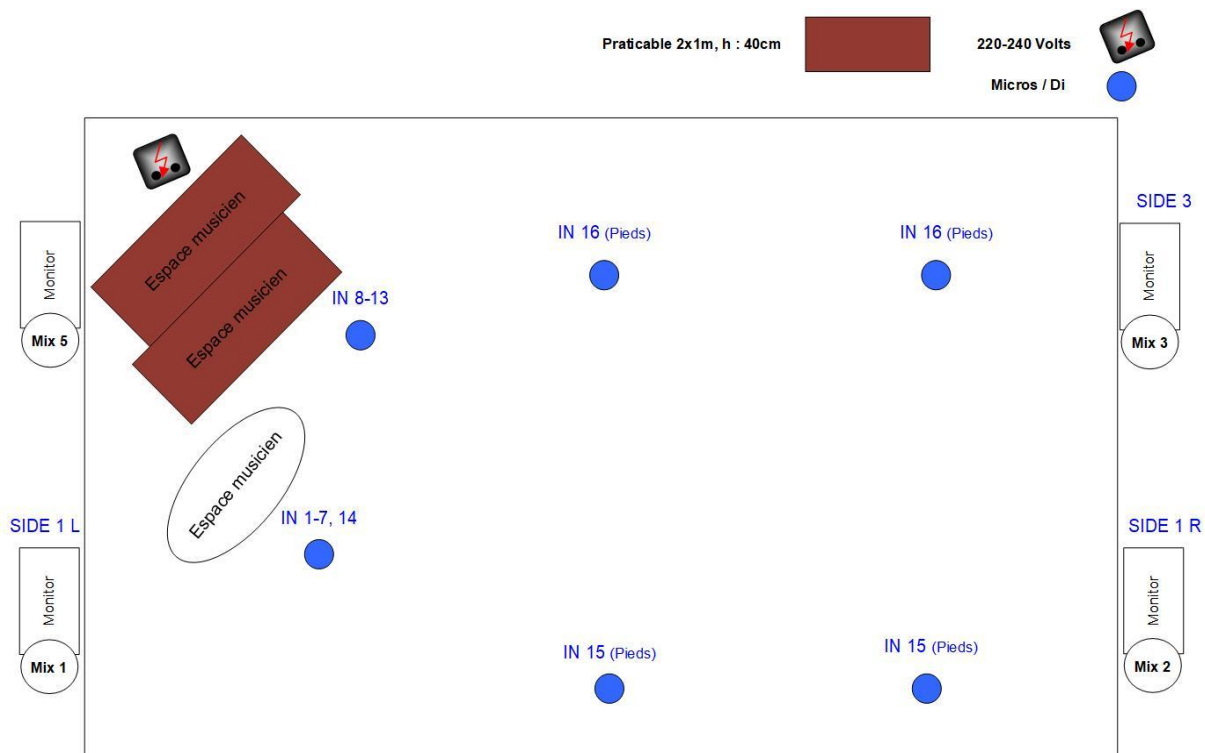 Praticable 2x1m, h : 40cm
220-240 Volts
Micros / Di
SIDE 3
IN 16 (Pieds)
IN 16 (Pieds)
Espace musicien
Monitor
Monitor
Espace musicien
IN 8-13
Mix 5
Mix 3
Espace musicien
SIDE 1 L
IN 1-7, 14
SIDE 1 R
Monitor
Monitor
IN 15 (Pieds)
IN 15 (Pieds)
Mix 1
Mix 2